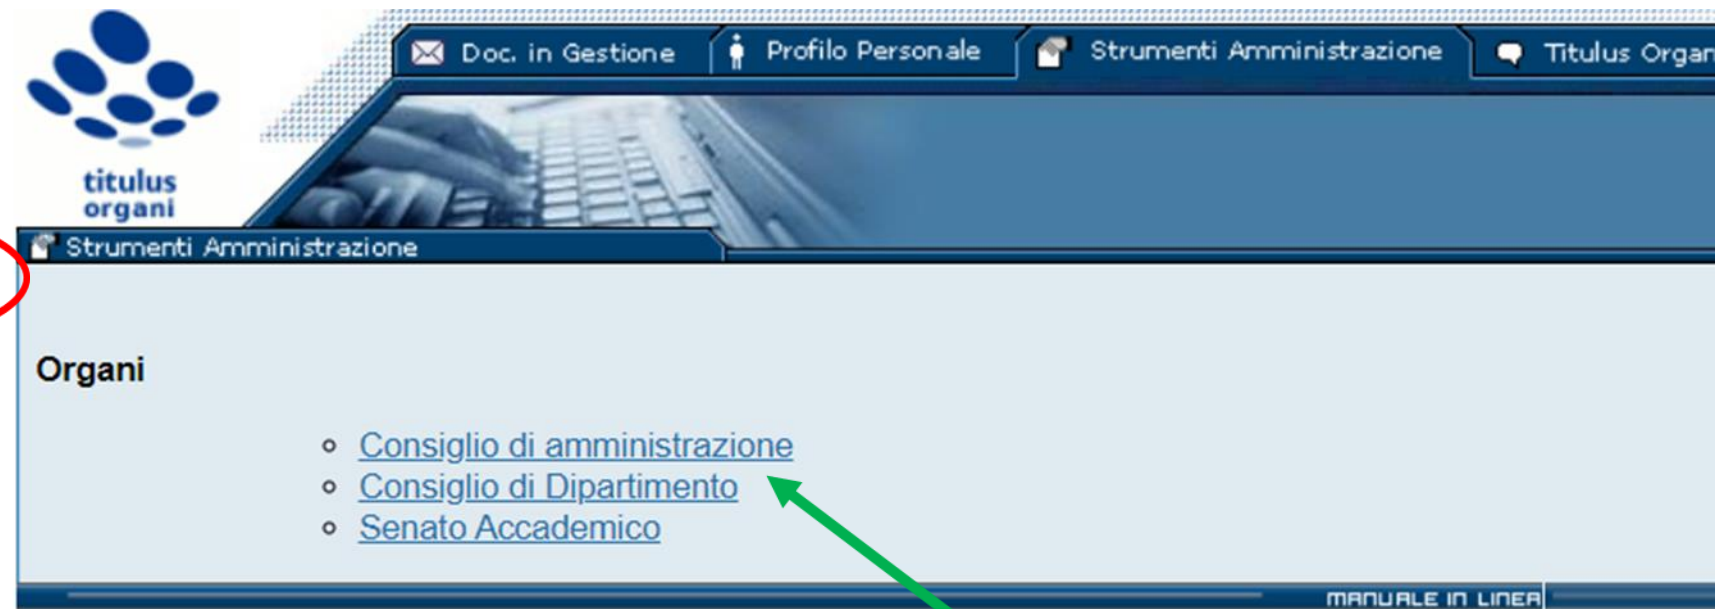 Doc. in Gestione Profilo Personale Strumenti Amministrazione Titulus Organ
titulus
organi
Strumenti Amministrazione
Organi
Consiglio di amministrazione
Consiglio di Dipartimento
Senato Accademico
MANUALE IN LINEA